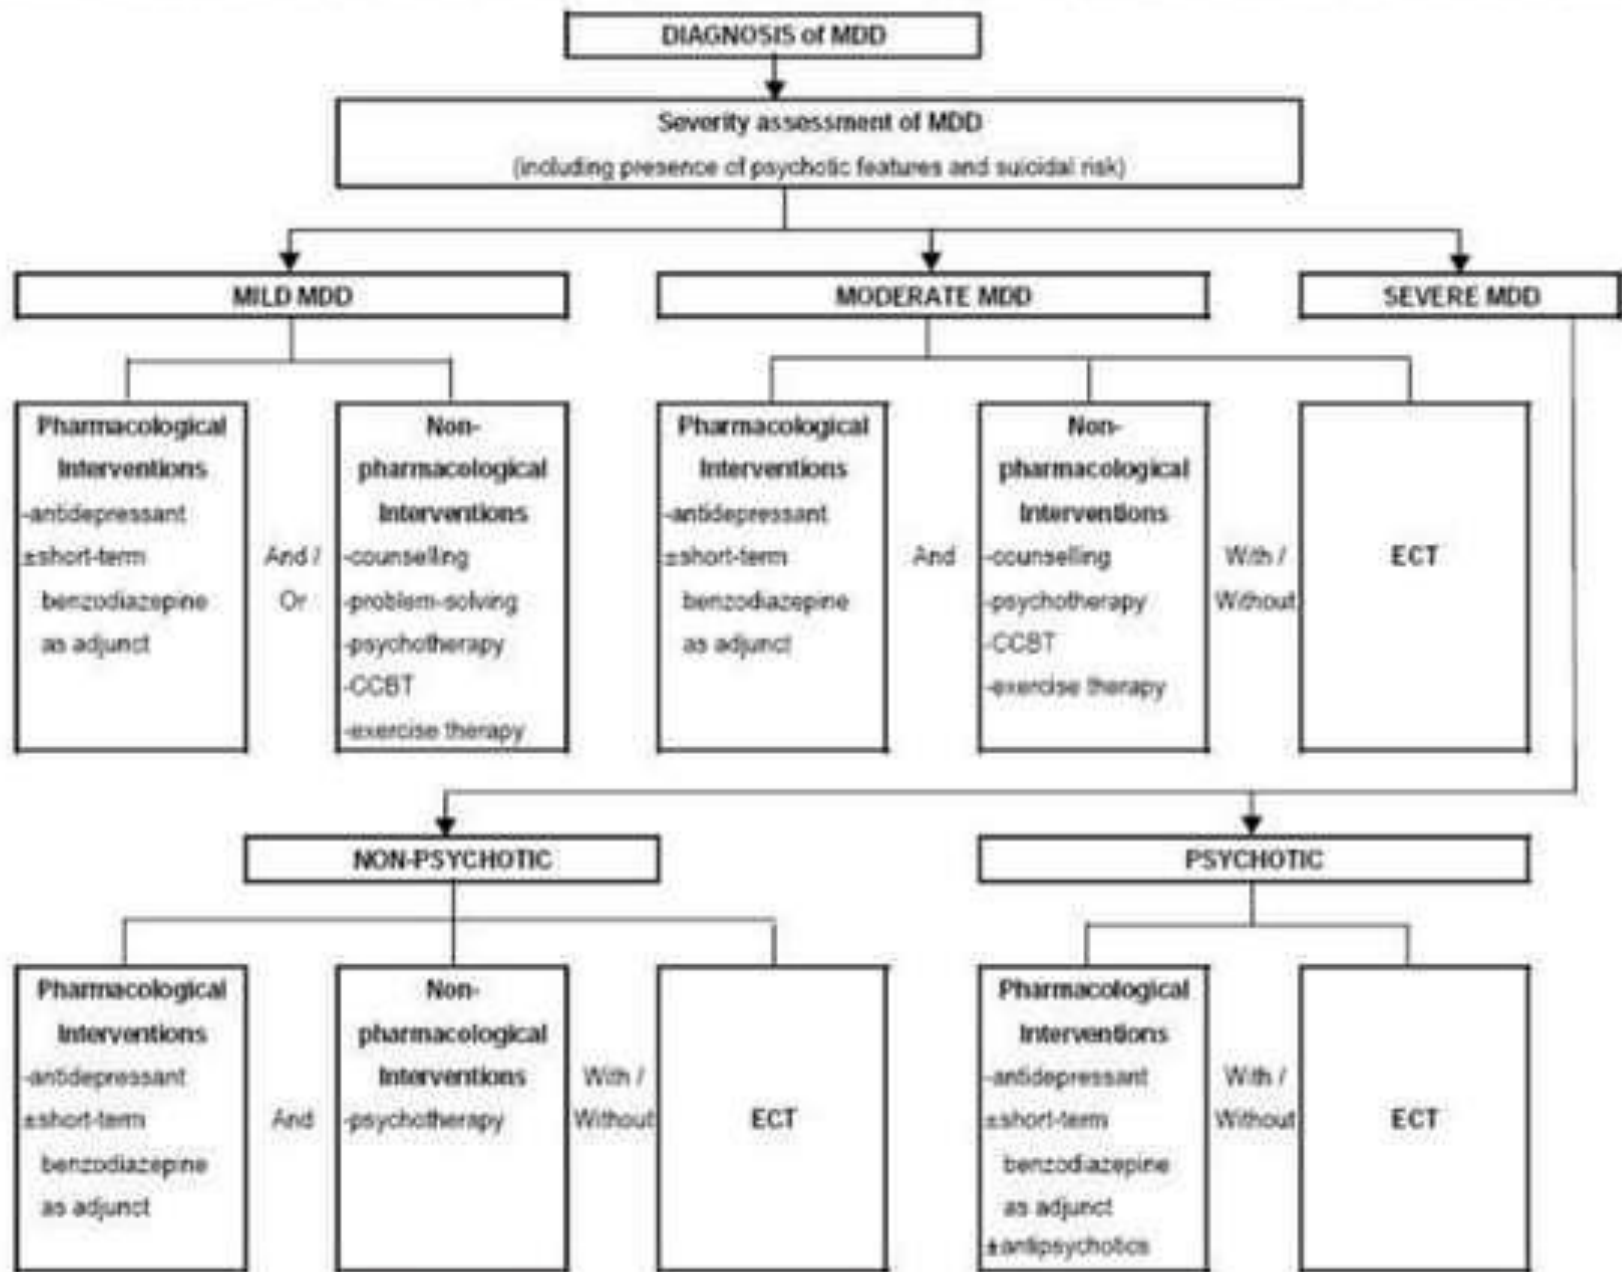 DIAGNOSIS of MDD
Severity assessment of MDD
(including presence of psychotic features and suicidal risk)
MILD MDD
MODERATE MDD
SEVERE MDD
Pharmacological
Interventions
-antidepressant
±short-term
benzodiazepine
as adjunct
And /
Or
Non-
pharmacological
Interventions
-counselling
-problem-solving
-psychotherapy
-CCBT
-exercise therapy
Pharmacological
Interventions
-antidepressant
±short-term
benzodiazepine
as adjunct
And
Non-
pharmacological
Interventions
-counselling
-psychotherapy
-CCBT
-exercise therapy
With /
Without
ECT
NON-PSYCHOTIC
PSYCHOTIC
Pharmacological
Interventions
-antidepressant
±short-term
benzodiazepine
as adjunct
And
Non-
pharmacological
Interventions
-psychotherapy
With /
Without
ECT
Pharmacological
Interventions
-antidepressant
±short-term
benzodiazepine
as adjunct
±antipsychotics
With /
Without
ECT